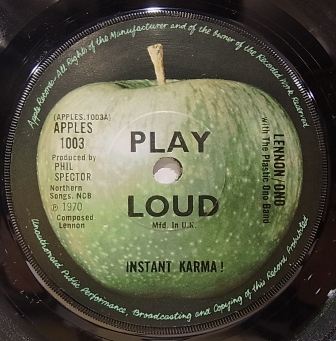 Apple Records-All Rights of the Manufacturer and of the Owner of the Recorded Work Reserved
(APPLES.1003A)
APPLES
1003
Produced by
PHIL
SPECTOR
Northern
Songs, NCB
℗ 1970
Composed
Lennon
PLAY
LOUD
Mfd. In U.K.
LENNON-ONO
with The Plastic Ono Band
INSTANT KARMA!
Unauthorised Public Performance, Broadcasting and Copying of this Record Prohibited